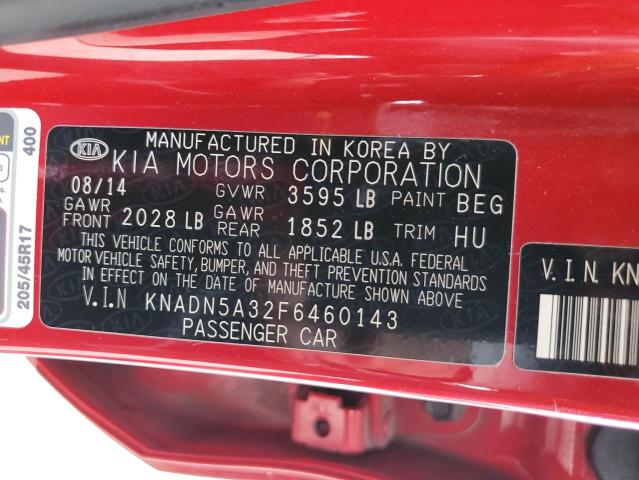 MANUFACTURED IN KOREA BY
KIA KIA MOTORS CORPORATION
08/14 GVWR 3595 LB PAINT BEG
GAWR FRONT 2028 LB GAWR REAR 1852 LB TRIM HU
THIS VEHICLE CONFORMS TO ALL APPLICABLE U.S.A. FEDERAL
MOTOR VEHICLE SAFETY, BUMPER, AND THEFT PREVENTION STANDARDS
IN EFFECT ON THE DATE OF MANUFACTURE SHOWN ABOVE.
V.I.N KNADN5A32F6460143
PASSENGER CAR
V.I.N. KN
400
205/45R17